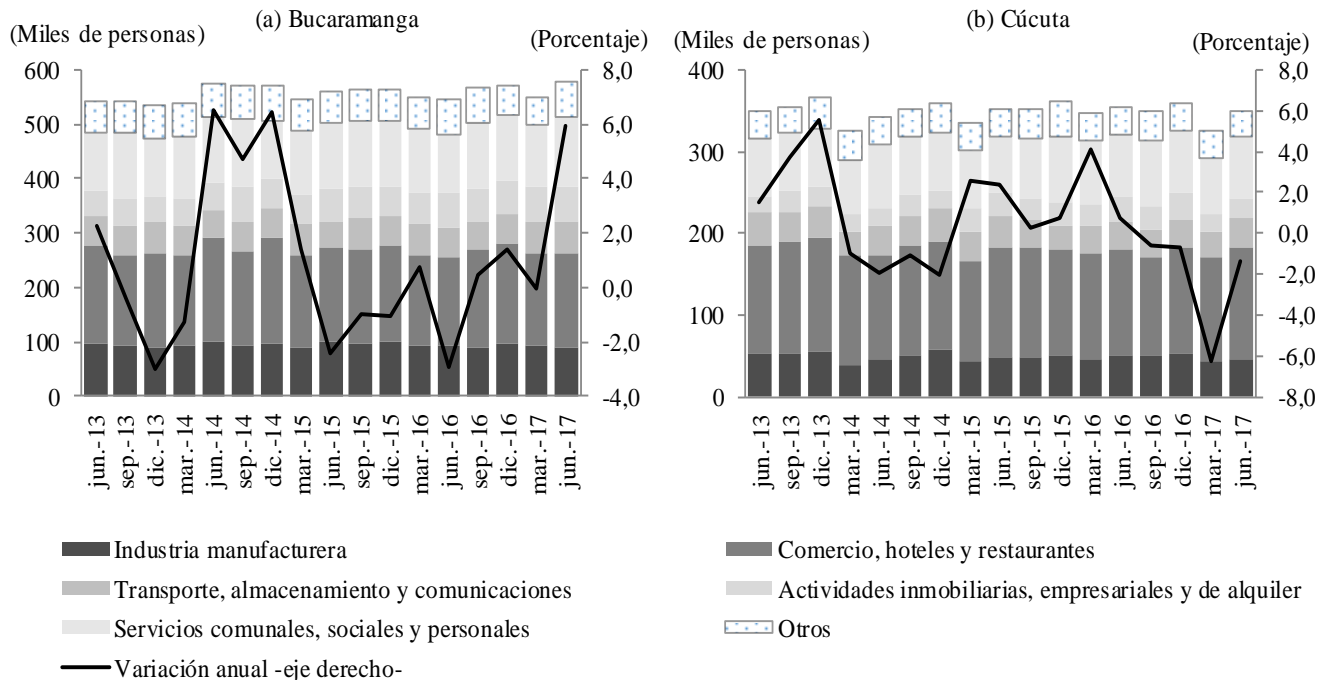 (a) Bucaramanga
(Miles de personas)
(Porcentaje)
600
500
400
300
200
100
0
8,0
6,0
4,0
2,0
0,0
-2,0
-4,0
jun.-13
sep.-13
dic.-13
mar.-14
jun.-14
sep.-14
dic.-14
mar.-15
jun.-15
sep.-15
dic.-15
mar.-16
jun.-16
sep.-16
dic.-16
mar.-17
jun.-17
(b) Cúcuta
(Miles de personas)
(Porcentaje)
400
300
200
100
0
8,0
6,0
4,0
2,0
0,0
-2,0
-4,0
-6,0
-8,0
jun.-13
sep.-13
dic.-13
mar.-14
jun.-14
sep.-14
dic.-14
mar.-15
jun.-15
sep.-15
dic.-15
mar.-16
jun.-16
sep.-16
dic.-16
mar.-17
jun.-17
Industria manufacturera
Comercio, hoteles y restaurantes
Transporte, almacenamiento y comunicaciones
Actividades inmobiliarias, empresariales y de alquiler
Servicios comunales, sociales y personales
Otros
Variación anual -eje derecho-